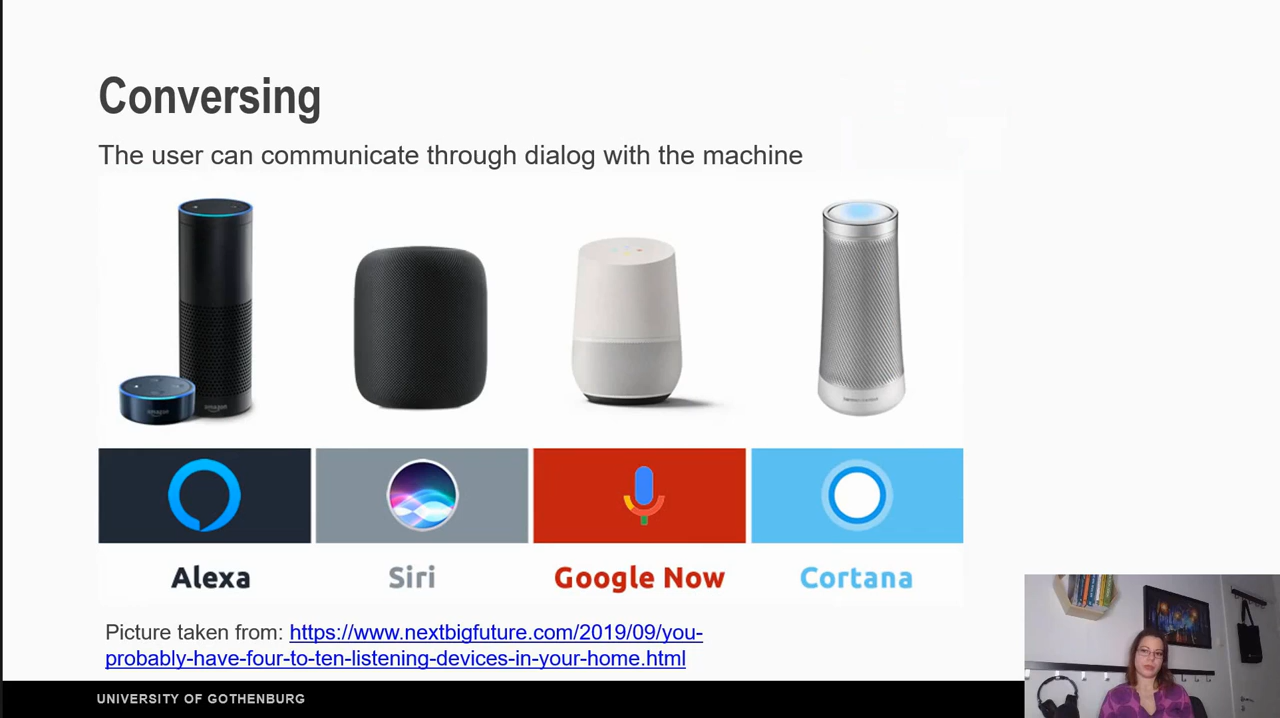 Conversing
The user can communicate through dialog with the machine
amazon
amazon
Alexa
Siri
Google Now
Cortana
Picture taken from: https://www.nextbigfuture.com/2019/09/you-
probably-have-four-to-ten-listening-devices-in-your-home.html
UNIVERSITY OF GOTHENBURG